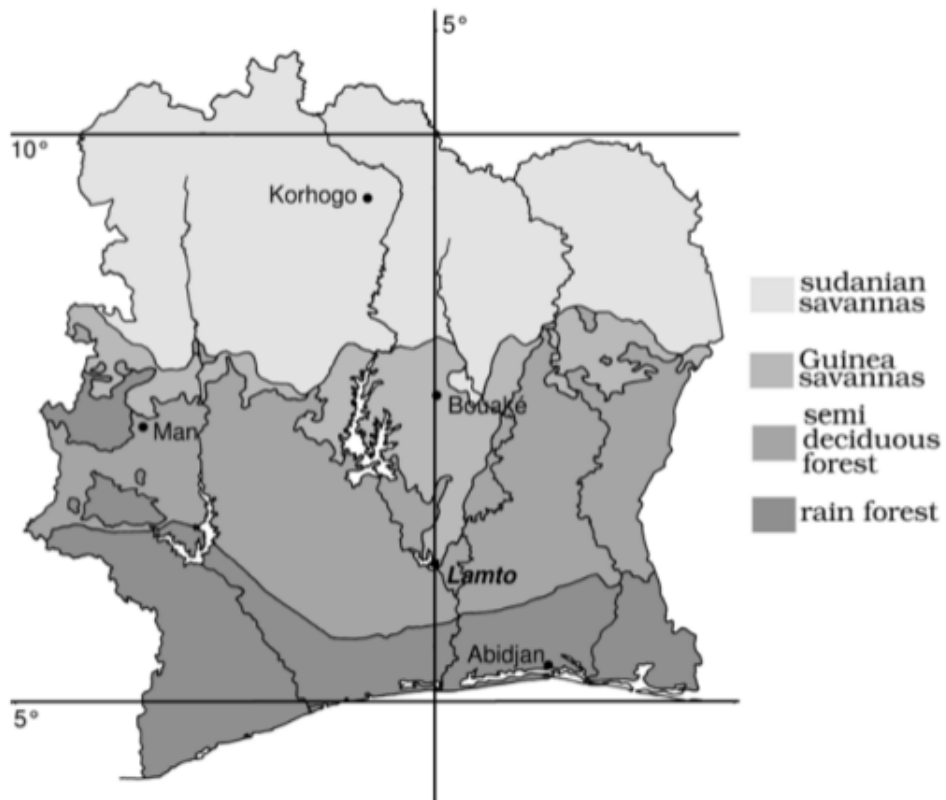 5°
10°
Korhogo
sudanian
savannas
Guinea
savannas
Bouaké
semi
deciduous
forest
Man
rain forest
Lamto
Abidjan
5°